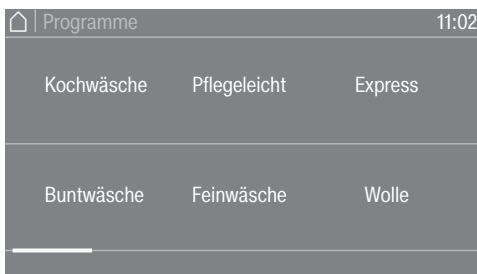 Programme 11:02
Kochwäsche Pflegeleicht Express
Buntwäsche Feinwäsche Wolle